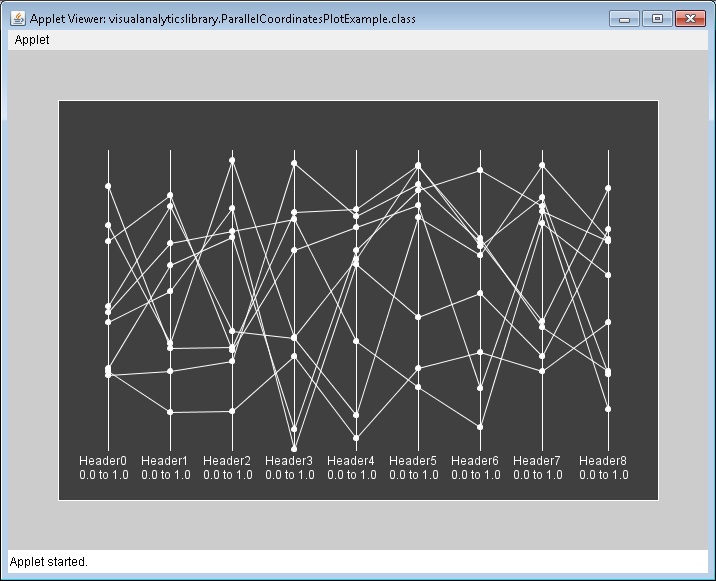 Applet Viewer: visualanalyticslibrary.ParallelCoordinatesPlotExample.class
Applet
Header0 Header1 Header2 Header3 Header4 Header5 Header6 Header7 Header8
0.0 to 1.0 0.0 to 1.0 0.0 to 1.0 0.0 to 1.0 0.0 to 1.0 0.0 to 1.0 0.0 to 1.0 0.0 to 1.0 0.0 to 1.0
Applet started.